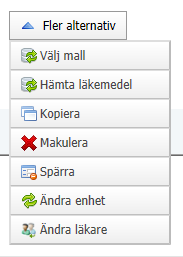 Fler alternativ
Välj mall
Hämta läkemedel
Kopiera
Makulera
Spärra
Ändra enhet
Ändra läkare